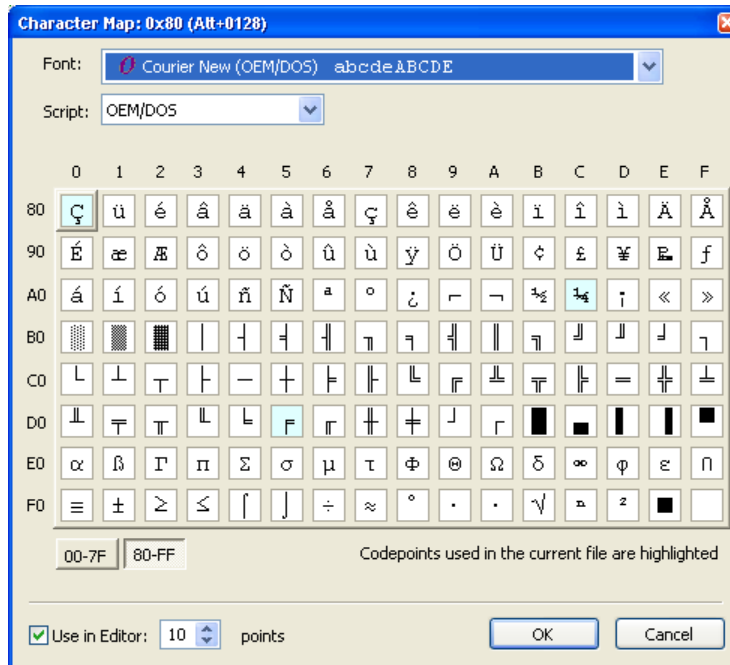 Character Map: 0x80 (Alt+0128)
Font: Courier New (OEM/DOS) abcdeABCDE
Script: OEM/DOS
0 1 2 3 4 5 6 7 8 9 A B C D E F
80 Ç ü é â ä à å ç ê ë è ï î ì Ä Å
90 É æ Æ ô ö ò û ù ÿ Ö Ü ¢ £ ¥ ₧ ƒ
A0 á í ó ú ñ Ñ ª º ¿ ⌐ ¬ ½ ¼ ¡ « »
B0 ░ ▒ ▓ │ ┤ ╡ ╢ ╖ ╕ ╣ ║ ╗ ╝ ╜ ╛ ┐
C0 └ ┴ ┬ ├ ─ ┼ ╞ ╟ ╚ ╔ ╩ ╦ ╠ ═ ╬ ╧
D0 ╨ ╤ ╥ ╙ ╘ ╒ ╓ ╫ ╪ ┘ ┌ █ ▄ ▌ ▐ ▀
E0 α ß Γ π Σ σ µ τ Φ Θ Ω δ ∞ φ ε ∩
F0 ≡ ± ≥ ≤ ⌠ ⌡ ÷ ≈ ° ∙ · √ ⁿ ² ■
00-7F 80-FF Codepoints used in the current file are highlighted
Use in Editor: 10 points OK Cancel